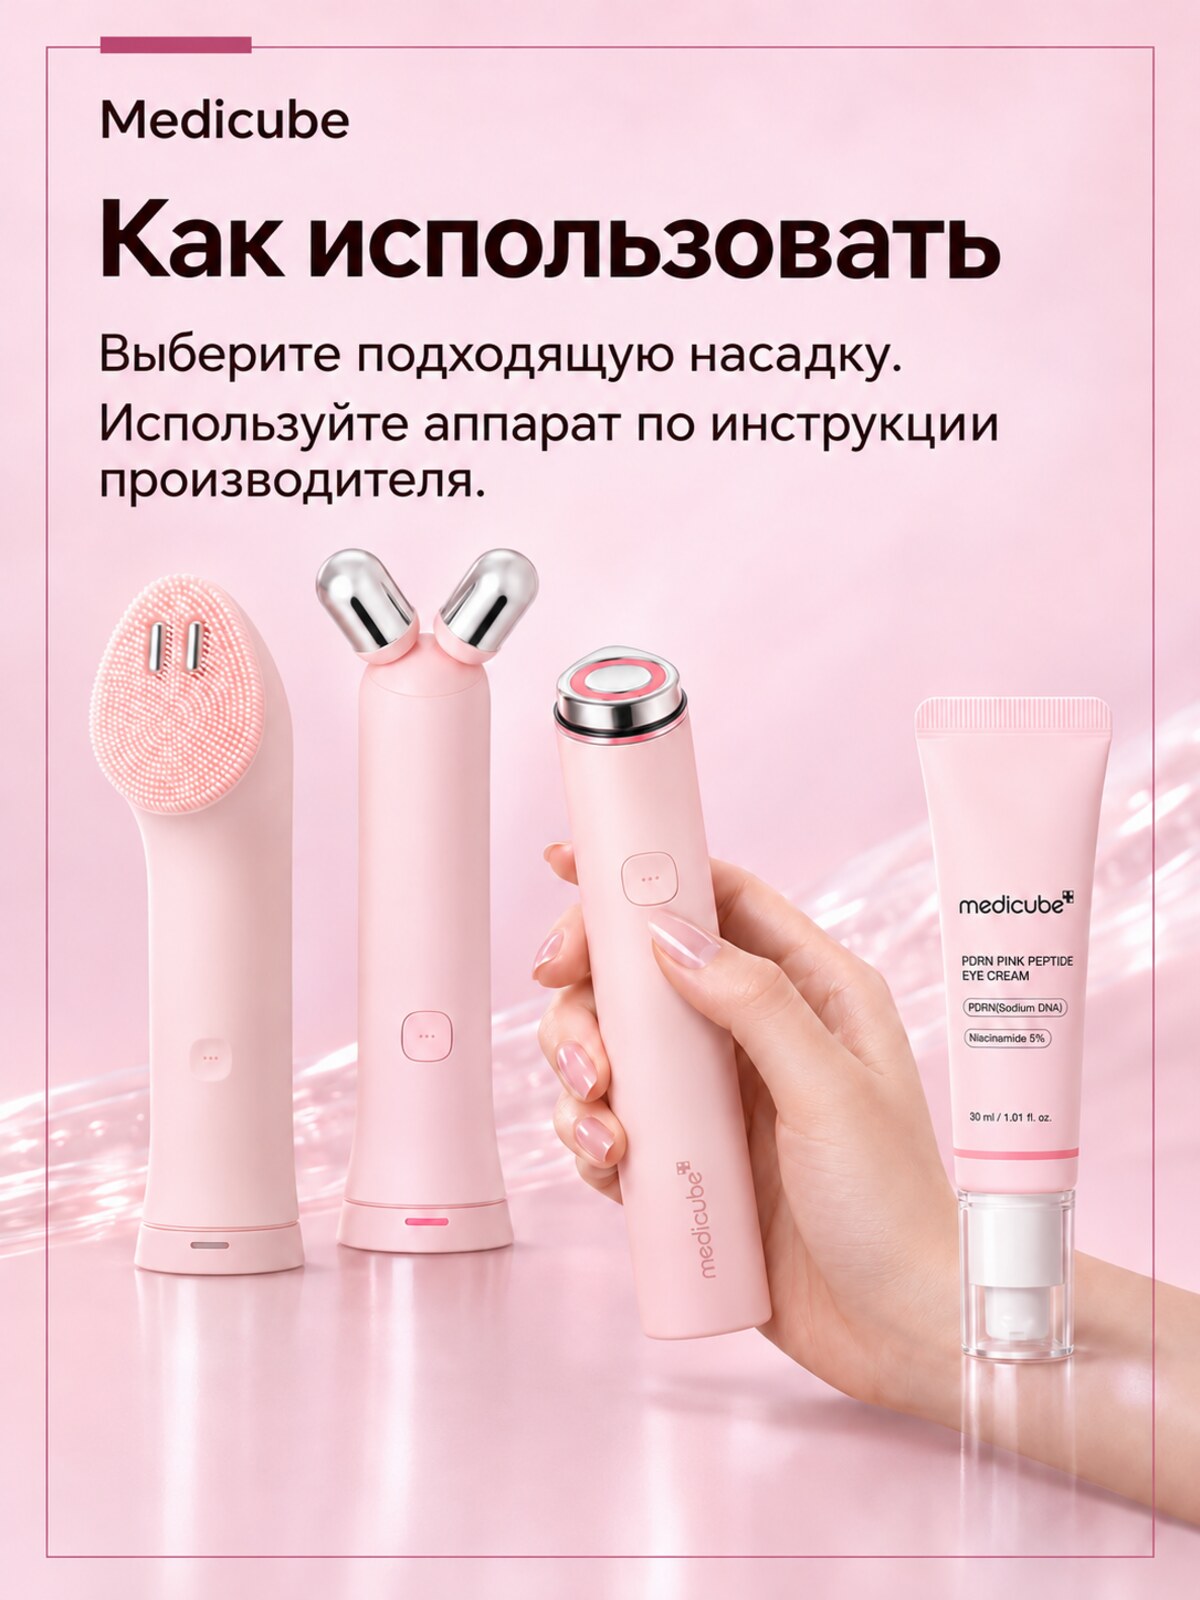 Medicube
Как использовать
Выберите подходящую насадку.
Используйте аппарат по инструкции
производителя.
medicube
PDRN PINK PEPTIDE
EYE CREAM
PDRN(Sodium DNA)
Niacinamide 5%
30 ml / 1.01 fl. oz.
medicube